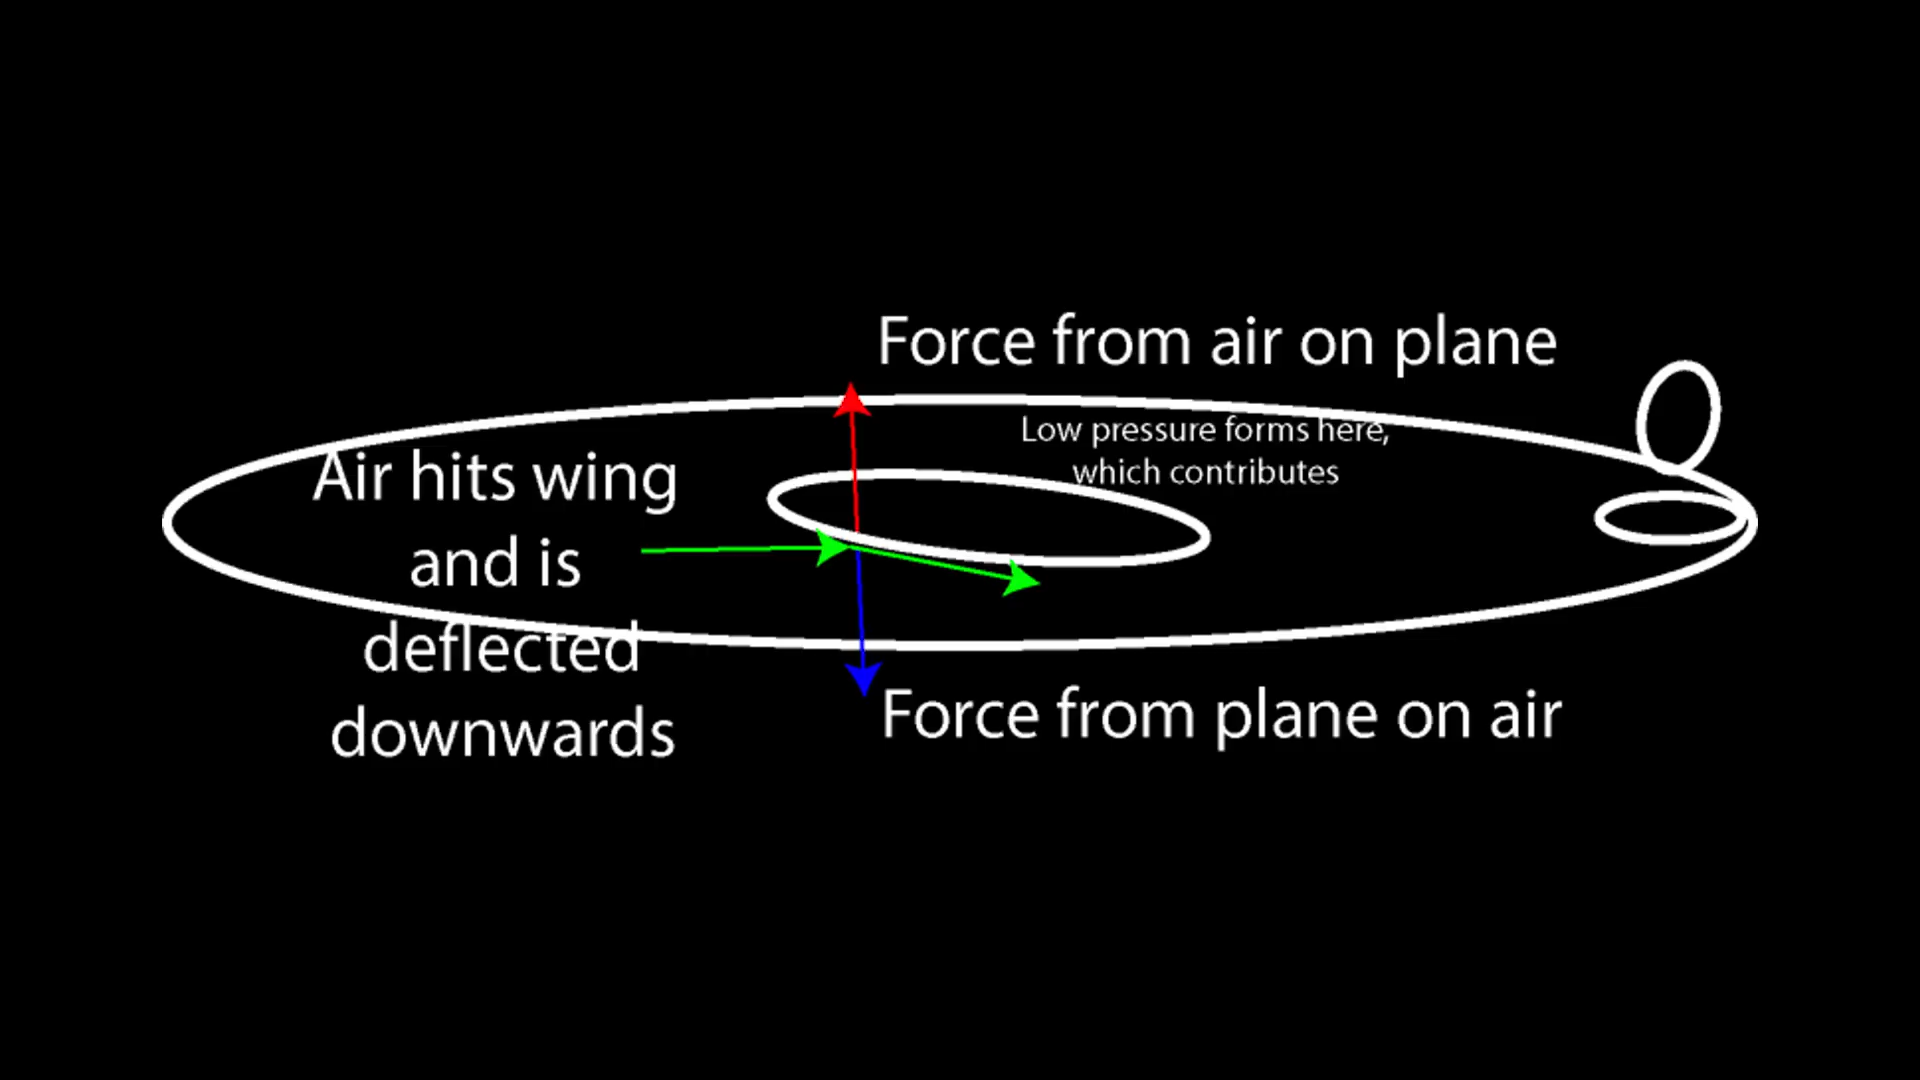 Force from air on plane
Low pressure forms here,
which contributes
Air hits wing
and is
deflected
downwards
Force from plane on air